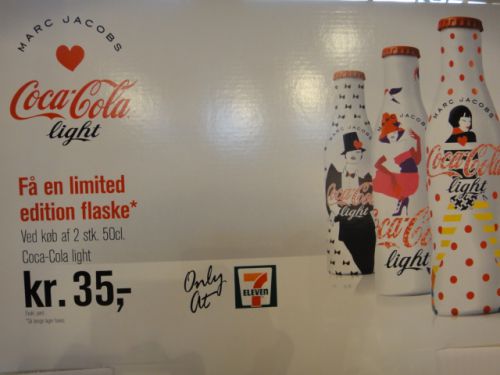 MARC JACOBS
Coca-Cola
light
Få en limited
edition flaske*
Ved køb af 2 stk. 50cl.
Coca-Cola light
kr. 35,-
Only
At
7
ELEVEN
Coca-Cola
light
MARC JACOBS
Coca-Cola
light
MARC JACOBS
Coca-Cola
light